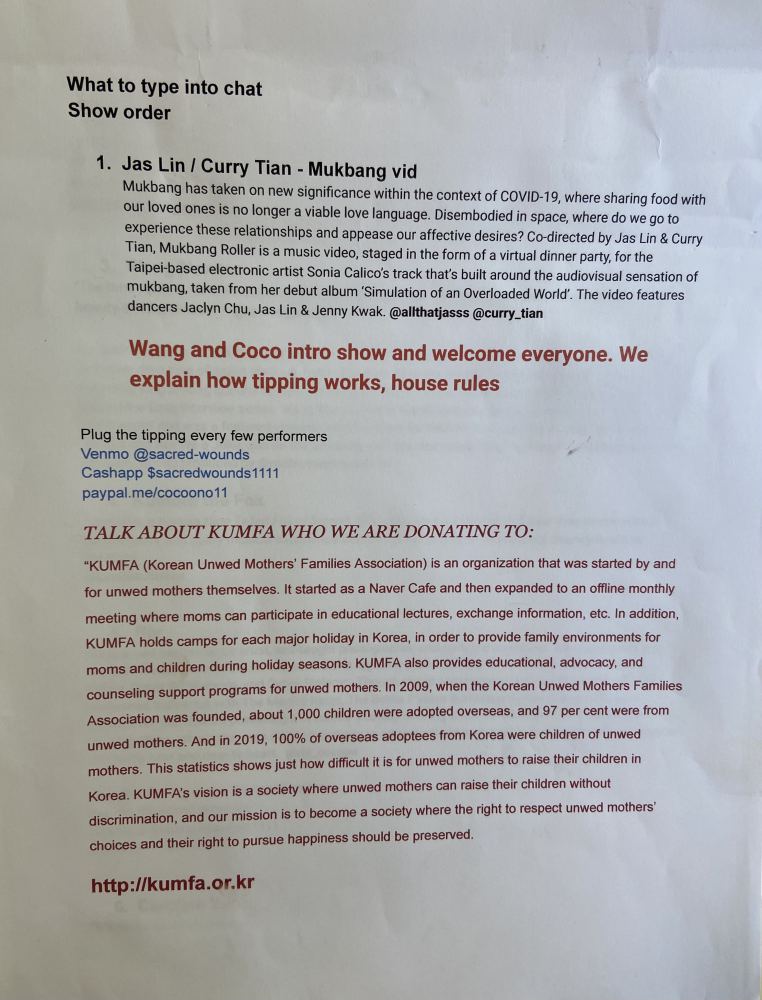 What to type into chat
Show order
1. Jas Lin / Curry Tian - Mukbang vid
Mukbang has taken on new significance within the context of COVID-19, where sharing food with
our loved ones is no longer a viable love language. Disembodied in space, where do we go to
experience these relationships and appease our affective desires? Co-directed by Jas Lin & Curry
Tian, Mukbang Roller is a music video, staged in the form of a virtual dinner party, for the
Taipei-based electronic artist Sonia Calico's track that's built around the audiovisual sensation of
mukbang, taken from her debut album 'Simulation of an Overloaded World'. The video features
dancers Jaclyn Chu, Jas Lin & Jenny Kwak. @allthatjasss @curry_tian
Wang and Coco intro show and welcome everyone. We
explain how tipping works, house rules
Plug the tipping every few performers
Venmo @sacred-wounds
Cashapp $sacredwounds1111
paypal.me/cocoono11
TALK ABOUT KUMFA WHO WE ARE DONATING TO:
“KUMFA (Korean Unwed Mothers' Families Association) is an organization that was started by and
for unwed mothers themselves. It started as a Naver Cafe and then expanded to an offline monthly
meeting where moms can participate in educational lectures, exchange information, etc. In addition,
KUMFA holds camps for each major holiday in Korea, in order to provide family environments for
moms and children during holiday seasons. KUMFA also provides educational, advocacy, and
counseling support programs for unwed mothers. In 2009, when the Korean Unwed Mothers Families
Association was founded, about 1,000 children were adopted overseas, and 97 per cent were from
unwed mothers. And in 2019, 100% of overseas adoptees from Korea were children of unwed
mothers. This statistics shows just how difficult it is for unwed mothers to raise their children in
Korea. KUMFA's vision is a society where unwed mothers can raise their children without
discrimination, and our mission is to become a society where the right to respect unwed mothers'
choices and their right to pursue happiness should be preserved.
http://kumfa.or.kr